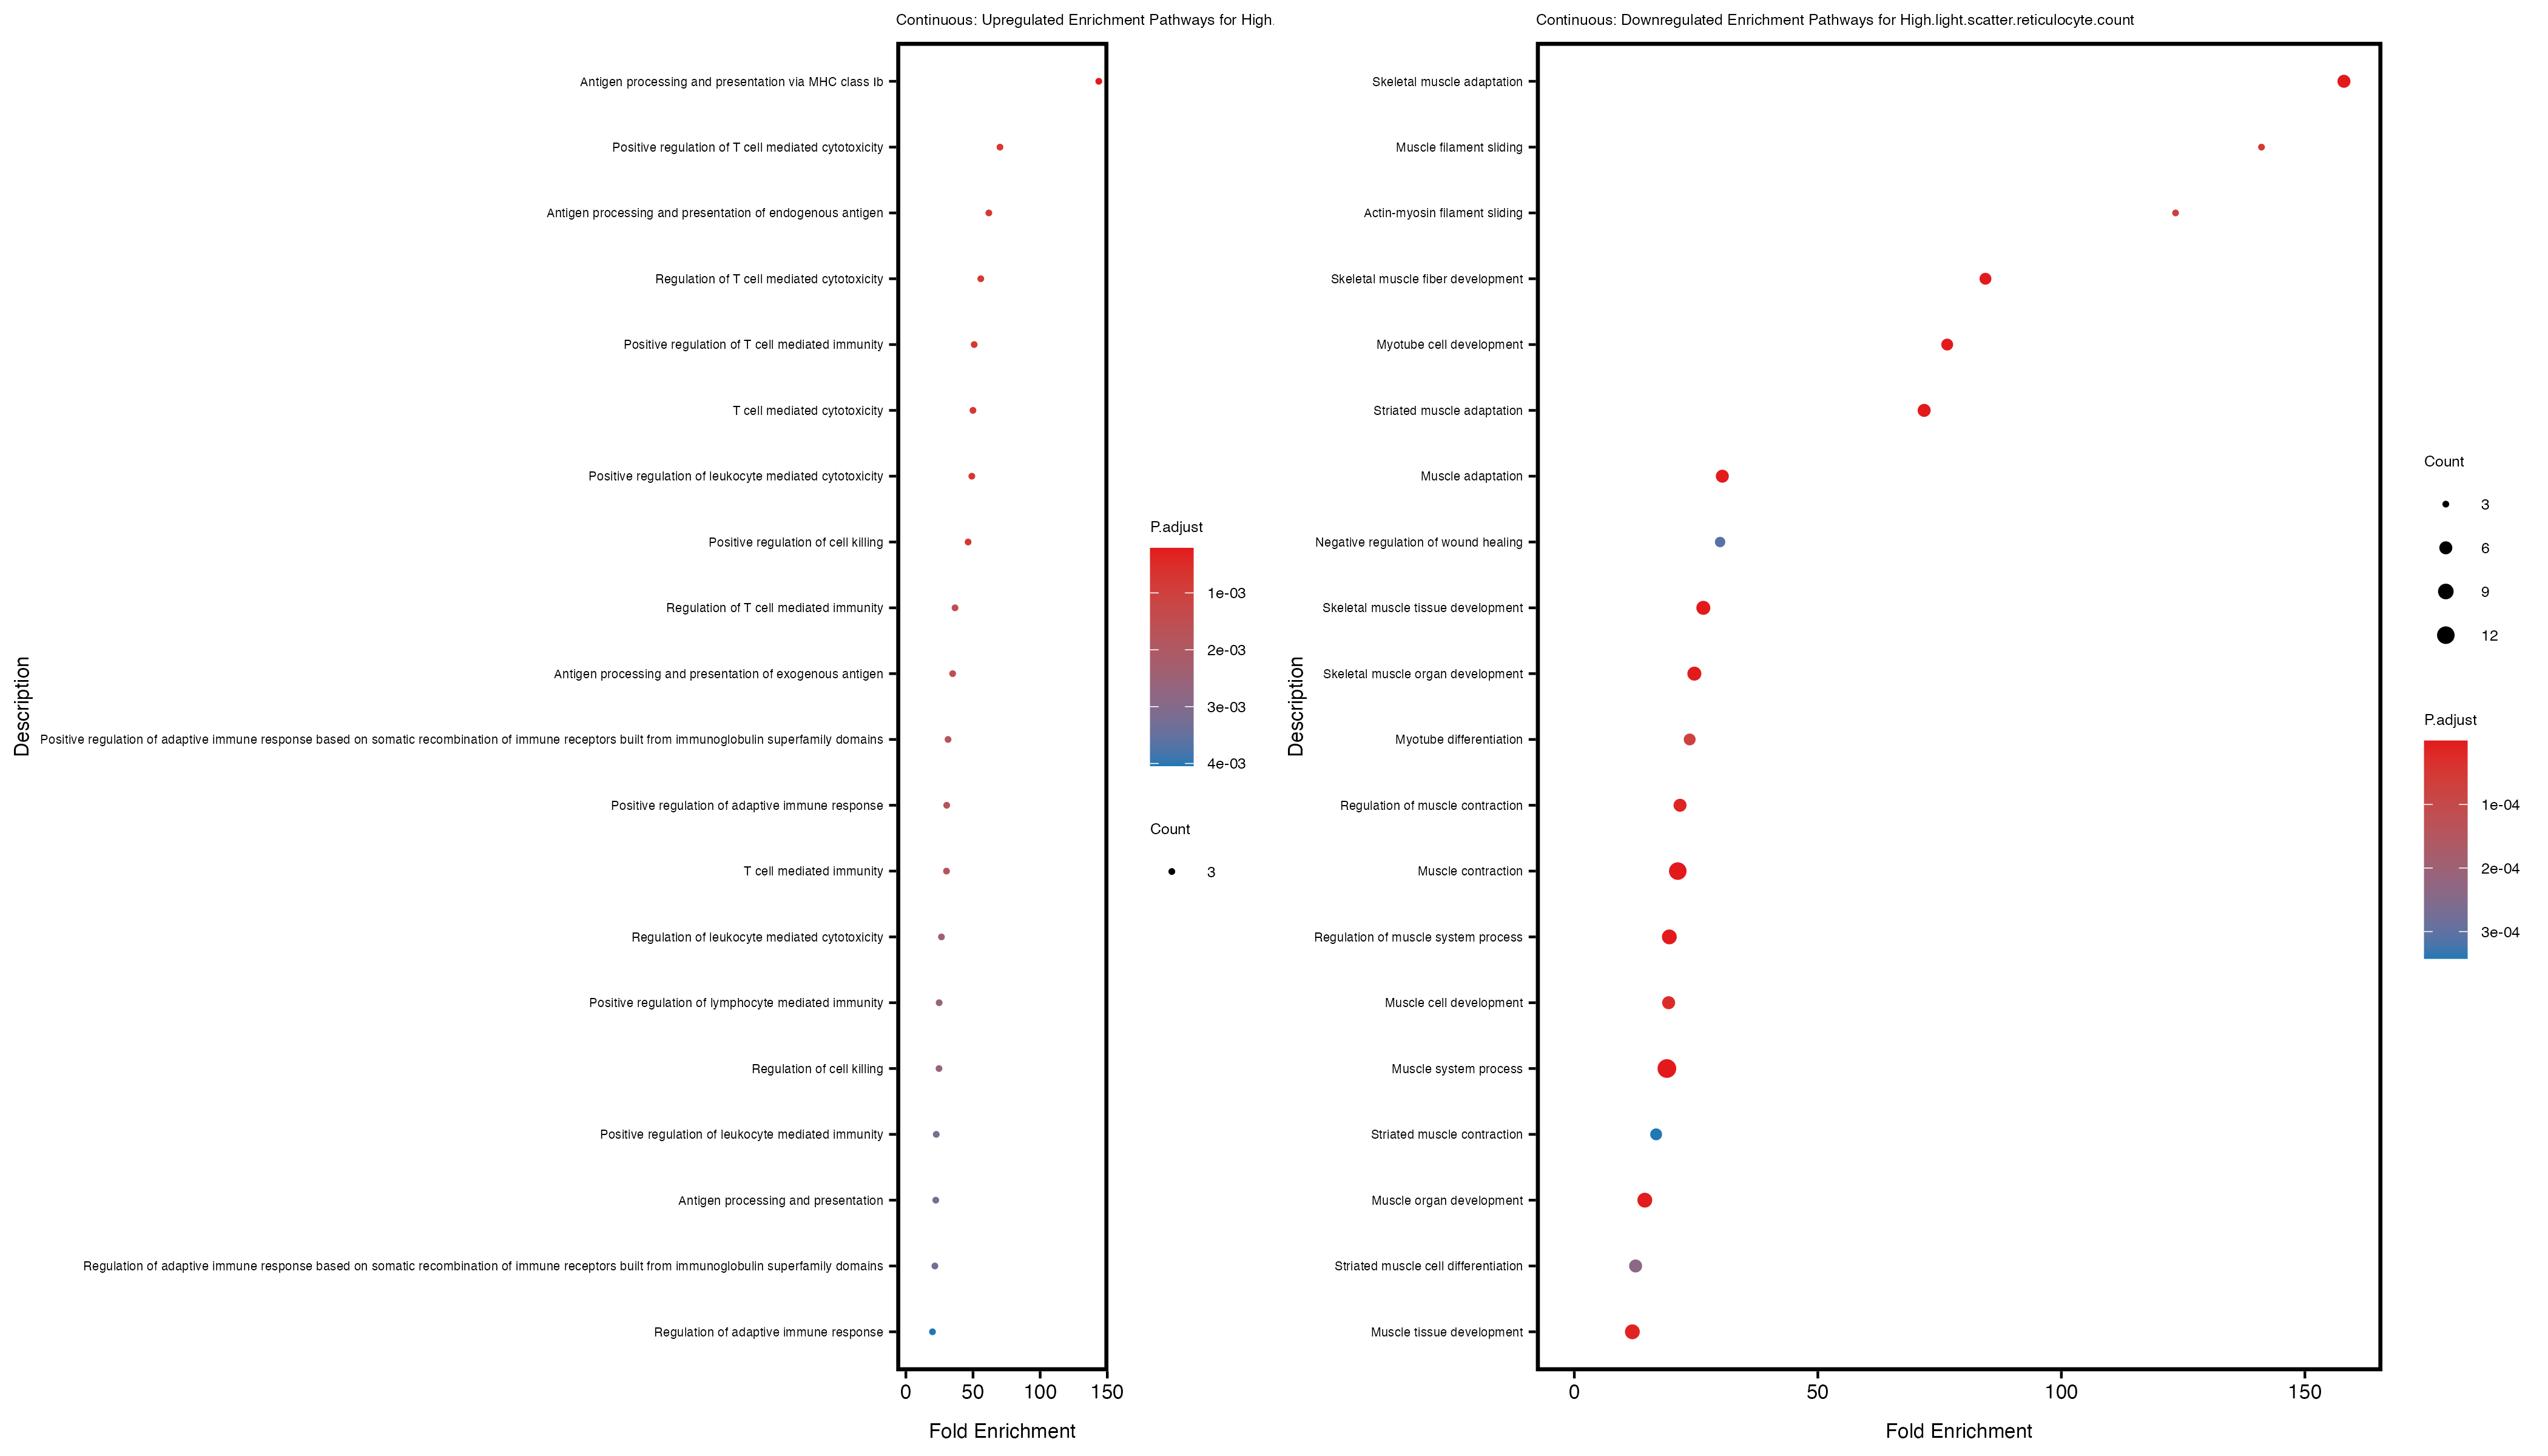 Continuous: Upregulated Enrichment Pathways for High.
Description
Antigen processing and presentation via MHC class Ib
Positive regulation of T cell mediated cytotoxicity
Antigen processing and presentation of endogenous antigen
Regulation of T cell mediated cytotoxicity
Positive regulation of T cell mediated immunity
T cell mediated cytotoxicity
Positive regulation of leukocyte mediated cytotoxicity
Positive regulation of cell killing
Regulation of T cell mediated immunity
Antigen processing and presentation of exogenous antigen
Positive regulation of adaptive immune response based on somatic recombination of immune receptors built from immunoglobulin superfamily domains
Positive regulation of adaptive immune response
T cell mediated immunity
Regulation of leukocyte mediated cytotoxicity
Positive regulation of lymphocyte mediated immunity
Regulation of cell killing
Positive regulation of leukocyte mediated immunity
Antigen processing and presentation
Regulation of adaptive immune response based on somatic recombination of immune receptors built from immunoglobulin superfamily domains
Regulation of adaptive immune response
0 50 100 150
Fold Enrichment
P.adjust
1e-03
2e-03
3e-03
4e-03
Count
3
Continuous: Downregulated Enrichment Pathways for High.light.scatter.reticulocyte.count
Description
Skeletal muscle adaptation
Muscle filament sliding
Actin-myosin filament sliding
Skeletal muscle fiber development
Myotube cell development
Striated muscle adaptation
Muscle adaptation
Negative regulation of wound healing
Skeletal muscle tissue development
Skeletal muscle organ development
Myotube differentiation
Regulation of muscle contraction
Muscle contraction
Regulation of muscle system process
Muscle cell development
Muscle system process
Striated muscle contraction
Muscle organ development
Striated muscle cell differentiation
Muscle tissue development
0 50 100 150
Fold Enrichment
Count
3
6
9
12
P.adjust
1e-04
2e-04
3e-04